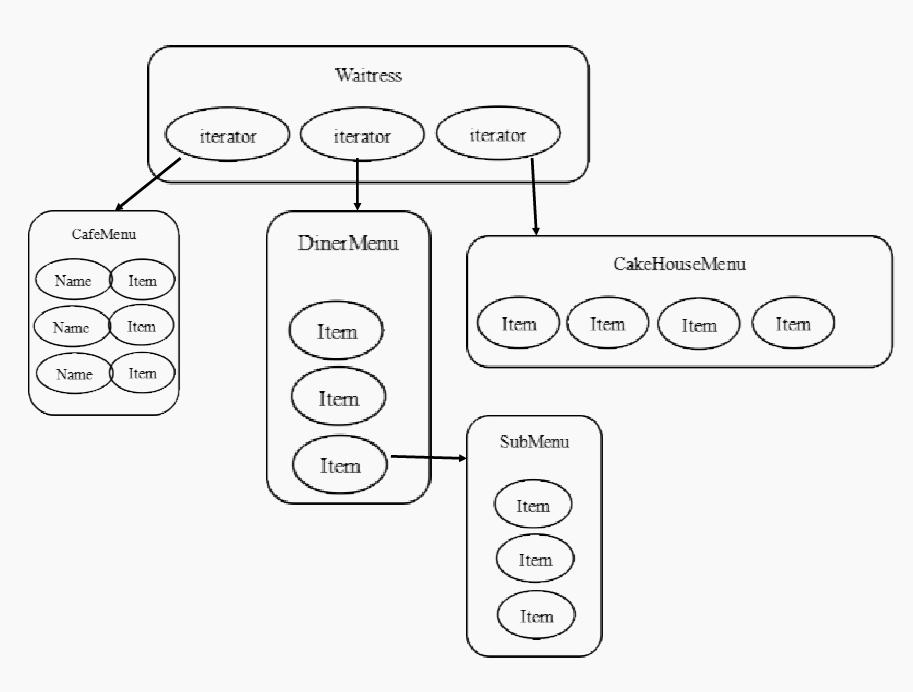 Waitress
iterator iterator iterator
CafeMenu
Name Item
Name Item
Name Item
DinerMenu
Item
Item
Item
CakeHouseMenu
Item Item Item Item
SubMenu
Item
Item
Item